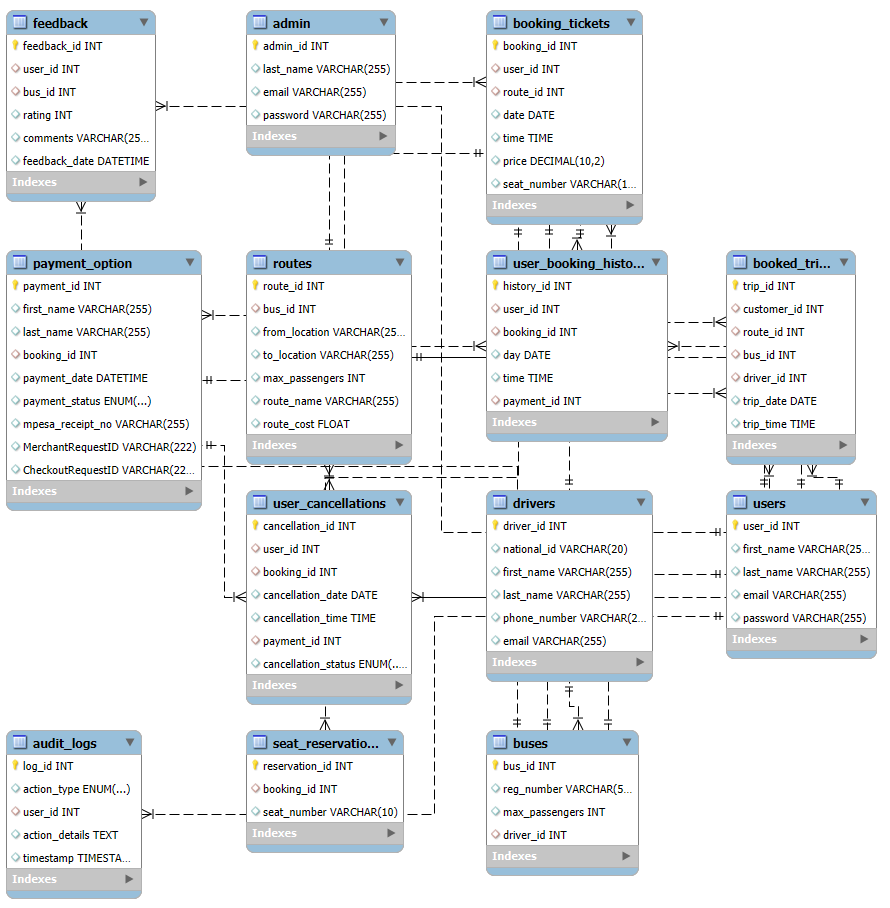 feedback
feedback_id INT
user_id INT
bus_id INT
rating INT
comments VARCHAR(25...
feedback_date DATETIME
Indexes
admin
admin_id INT
last_name VARCHAR(255)
email VARCHAR(255)
password VARCHAR(255)
Indexes
booking_tickets
booking_id INT
user_id INT
route_id INT
date DATE
time TIME
price DECIMAL(10,2)
seat_number VARCHAR(1...
Indexes
payment_option
payment_id INT
first_name VARCHAR(255)
last_name VARCHAR(255)
booking_id INT
payment_date DATETIME
payment_status ENUM(...)
mpesa_receipt_no VARCHAR(255)
MerchantRequestID VARCHAR(222)
CheckoutRequestID VARCHAR(22...
Indexes
routes
route_id INT
bus_id INT
from_location VARCHAR(25...
to_location VARCHAR(255)
max_passengers INT
route_name VARCHAR(255)
route_cost FLOAT
Indexes
user_booking_histo...
history_id INT
user_id INT
booking_id INT
day DATE
time TIME
payment_id INT
Indexes
booked_tri...
trip_id INT
customer_id INT
route_id INT
bus_id INT
driver_id INT
trip_date DATE
trip_time TIME
Indexes
user_cancellations
cancellation_id INT
user_id INT
booking_id INT
cancellation_date DATE
cancellation_time TIME
payment_id INT
cancellation_status ENUM(...
Indexes
drivers
driver_id INT
national_id VARCHAR(20)
first_name VARCHAR(255)
last_name VARCHAR(255)
phone_number VARCHAR(2...
email VARCHAR(255)
Indexes
users
user_id INT
first_name VARCHAR(25...
last_name VARCHAR(255)
email VARCHAR(255)
password VARCHAR(255)
Indexes
audit_logs
log_id INT
action_type ENUM(...)
user_id INT
action_details TEXT
timestamp TIMESTA...
Indexes
seat_reservatio...
reservation_id INT
booking_id INT
seat_number VARCHAR(10)
Indexes
buses
bus_id INT
reg_number VARCHAR(5...
max_passengers INT
driver_id INT
Indexes